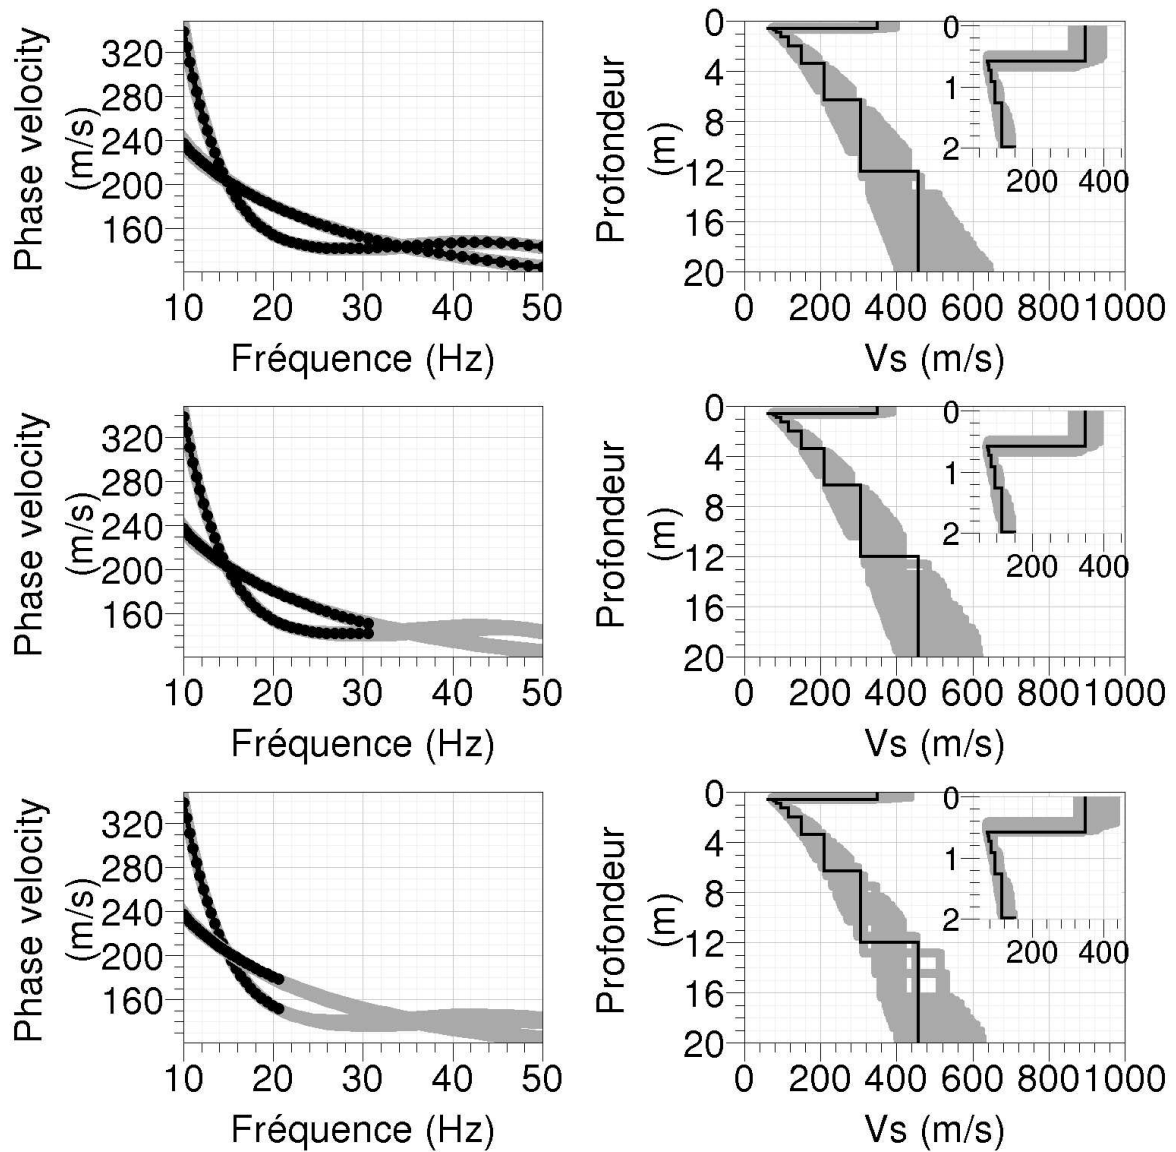 Phase velocity
(m/s)
320
280
240
200
160
10 20 30 40 50
Fréquence (Hz)
Profondeur
(m)
0
4
8
12
16
20
0 200 400 600 800 1000
Vs (m/s)
0
1
2
200 400
Phase velocity
(m/s)
320
280
240
200
160
10 20 30 40 50
Fréquence (Hz)
Profondeur
(m)
0
4
8
12
16
20
0 200 400 600 800 1000
Vs (m/s)
0
1
2
200 400
Phase velocity
(m/s)
320
280
240
200
160
10 20 30 40 50
Fréquence (Hz)
Profondeur
(m)
0
4
8
12
16
20
0 200 400 600 800 1000
Vs (m/s)
0
1
2
200 400